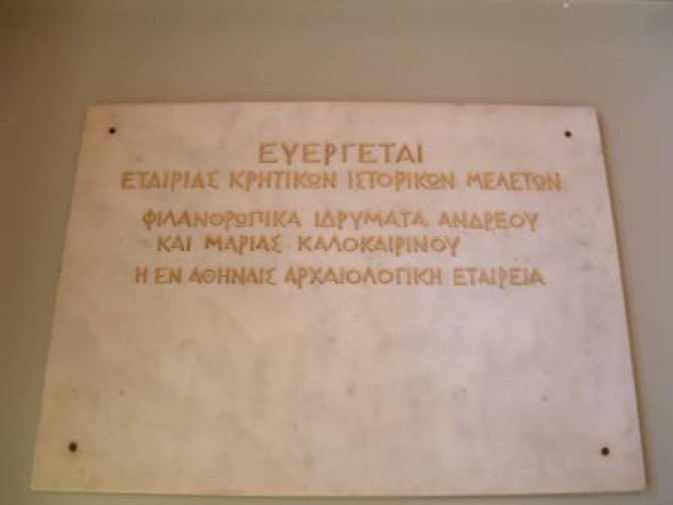 ΕΥΕΡΓΕΤΑΙ
ΕΤΑΙΡΙΑΣ ΚΡΗΤΙΚΩΝ ΙΣΤΟΡΙΚΩΝ ΜΕΛΕΤΩΝ
ΦΙΛΑΝΘΡΩΠΙΚΑ ΙΔΡΥΜΑΤΑ ΑΝΔΡΕΟΥ
ΚΑΙ ΜΑΡΙΑΣ ΚΑΛΟΚΑΙΡΙΝΟΥ
Η ΕΝ ΑΘΗΝΑΙΣ ΑΡΧΑΙΟΛΟΓΙΚΗ ΕΤΑΙΡΕΙΑ